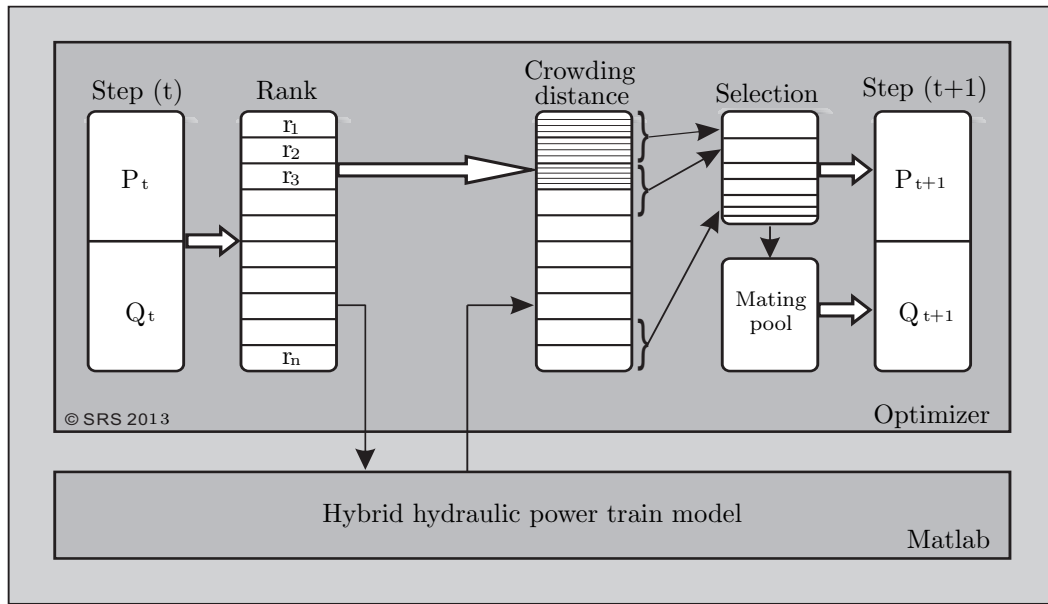 Step (t)
Rank
Crowding
distance
Selection
Step (t+1)
r1
r2
r3
rn
Pt
Qt
Mating
pool
Pt+1
Qt+1
© SRS 2013
Optimizer
Hybrid hydraulic power train model
Matlab